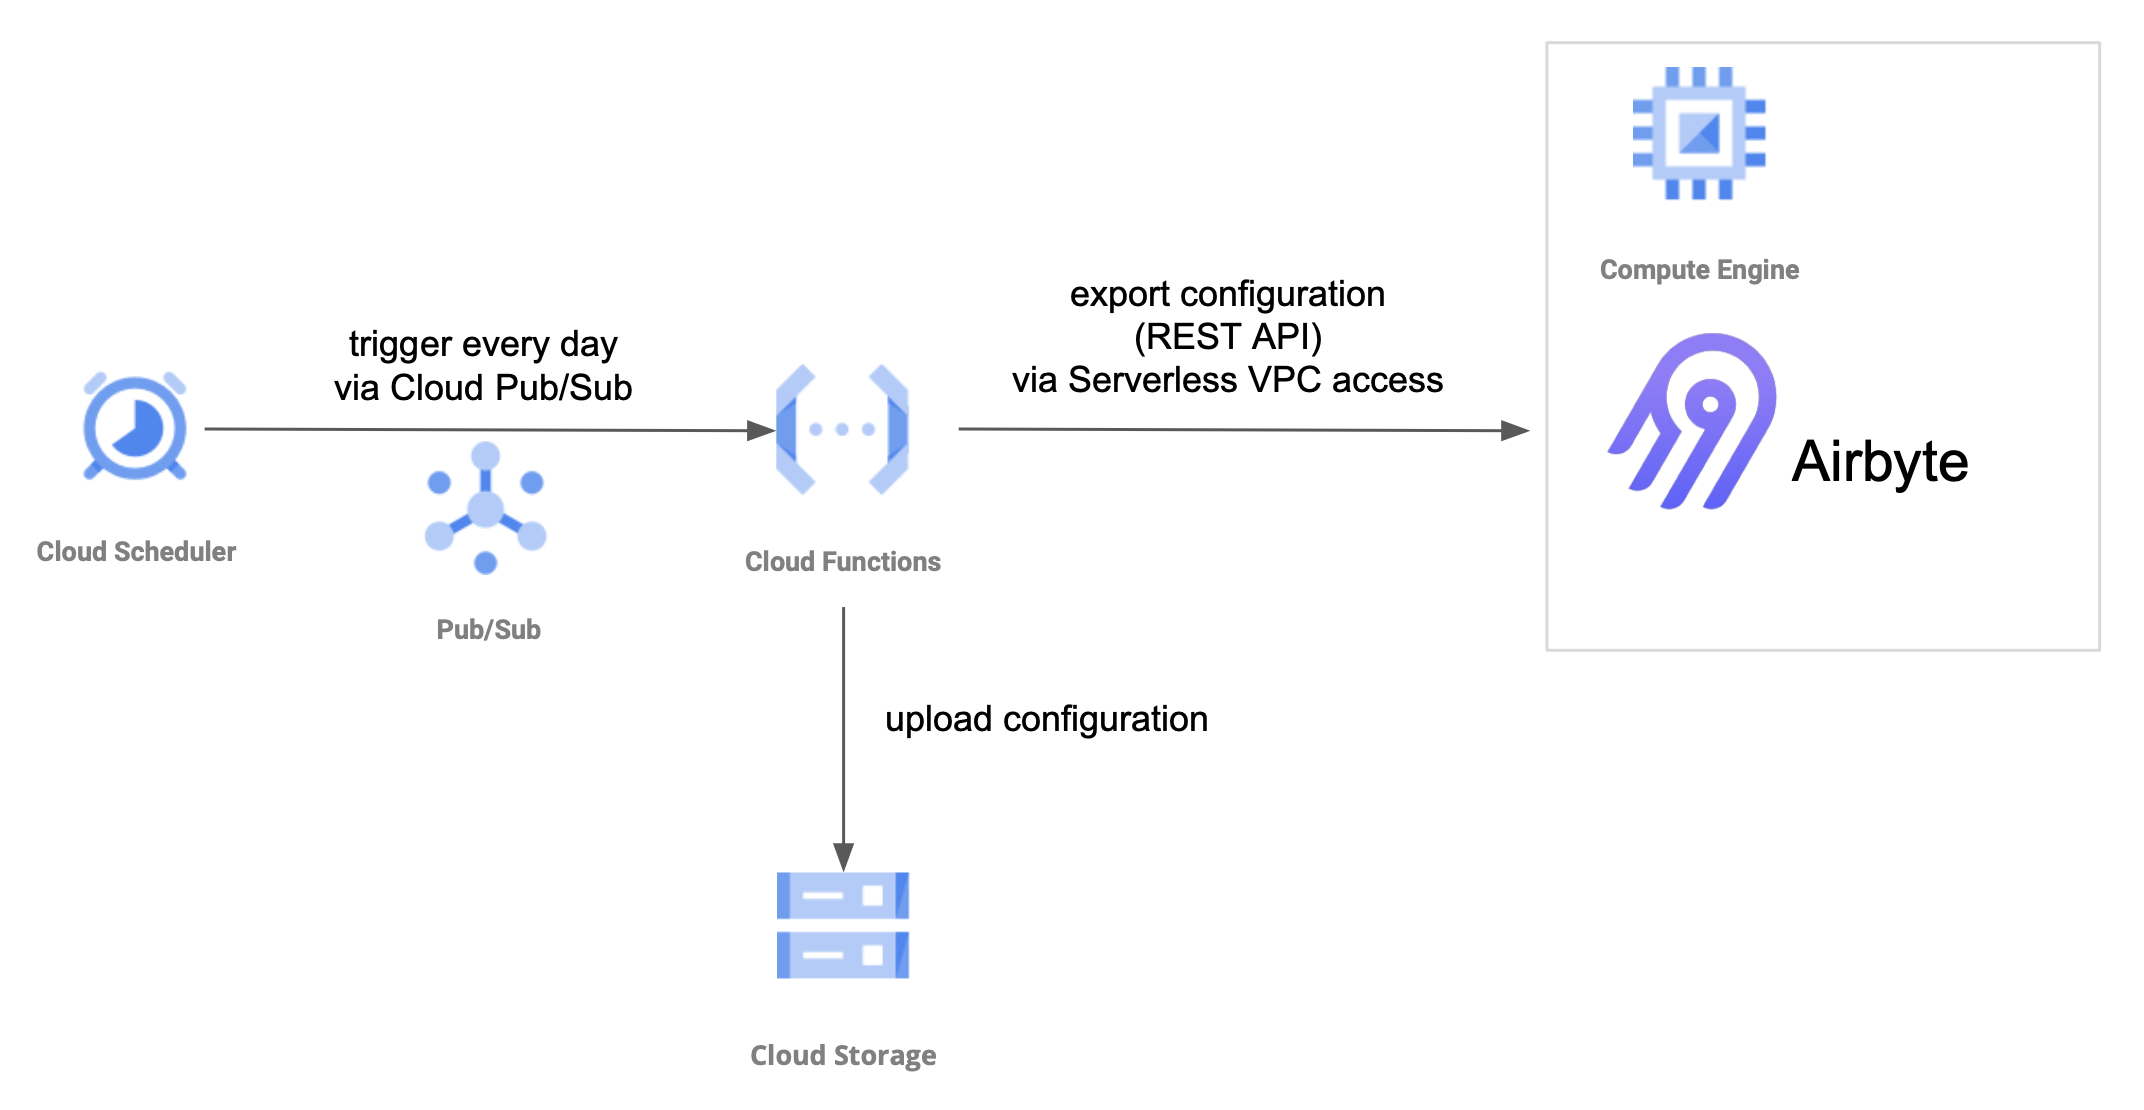 Compute Engine
export configuration
(REST API)
via Serverless VPC access
trigger every day
via Cloud Pub/Sub
Airbyte
Cloud Scheduler
Cloud Functions
Pub/Sub
upload configuration
Cloud Storage